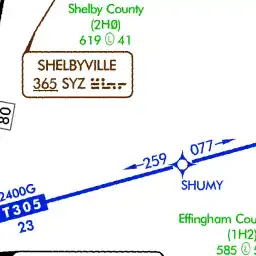 Shelby County
(2HØ)
619 Ⓛ 41
SHELBYVILLE
365 SYZ
80
077
259
SHUMY
2400G
T305
23
Effingham Cou
(1H2)
585 Ⓛ